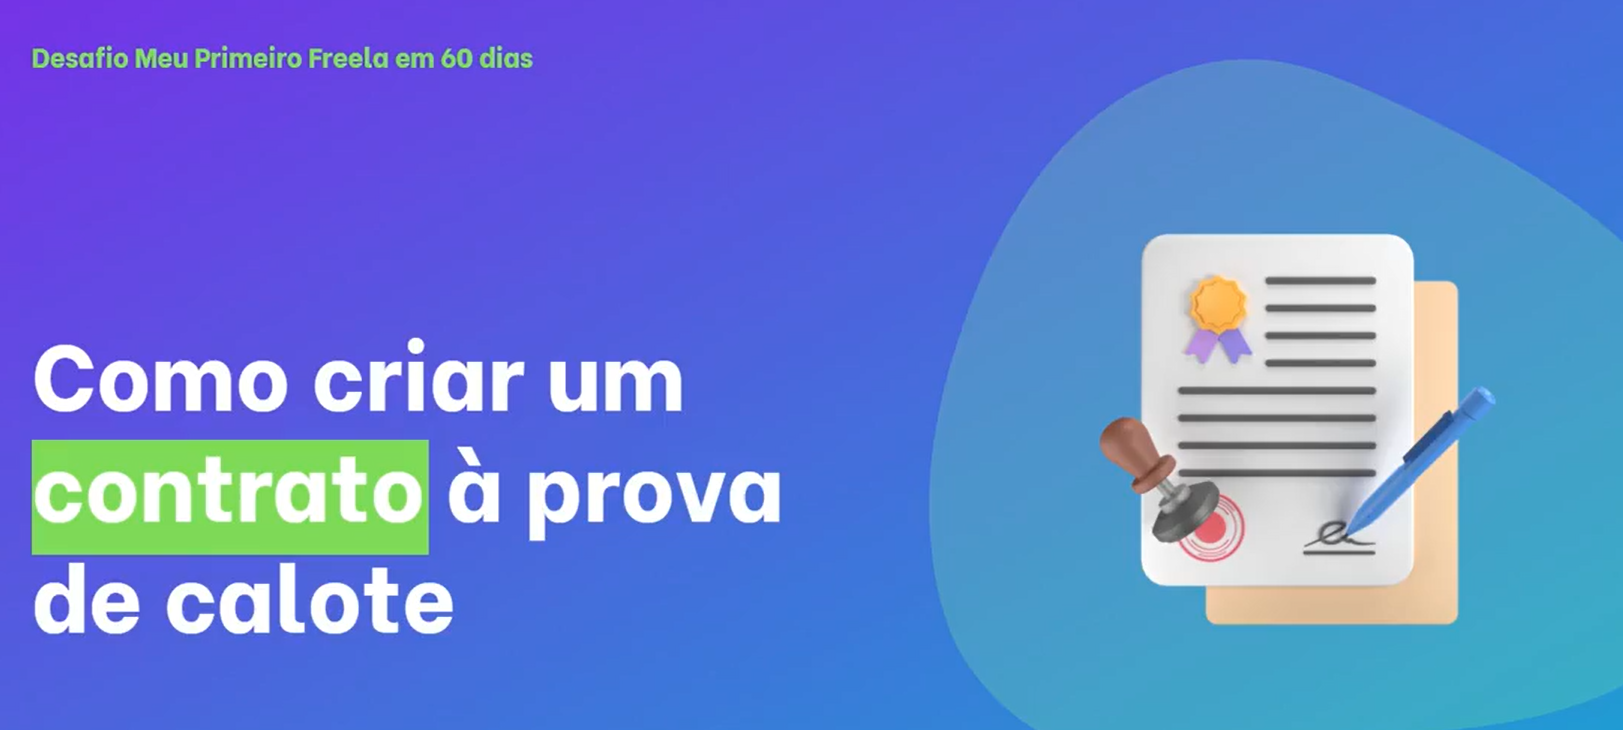 Desafio Meu Primeiro Freela em 60 dias
Como criar um
contrato à prova
de calote